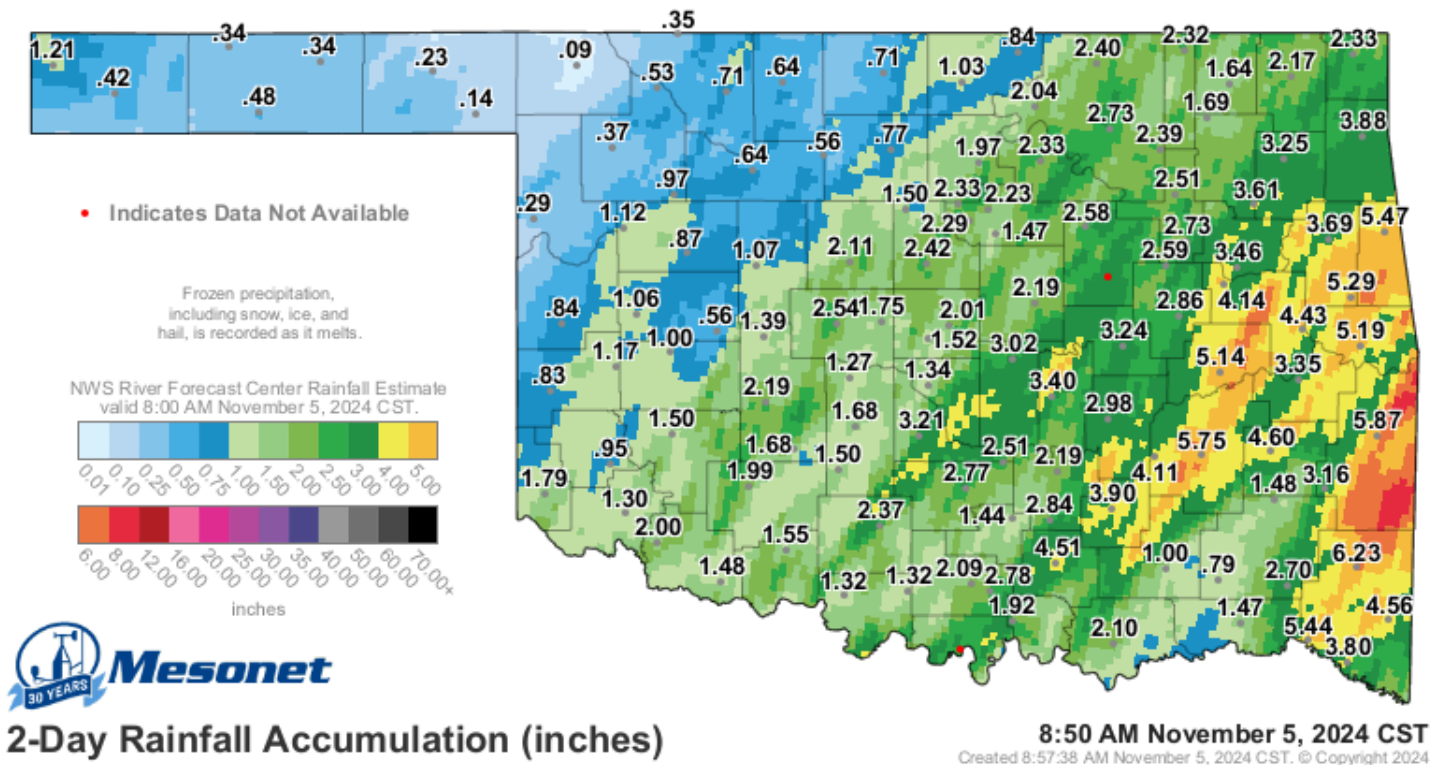 .35
1.21 .34 .34 .23 .09 .53 .71 .64 .71 1.03 .84 2.40 2.32 1.64 2.17 2.33
.42 .48 .14 2.04 2.73 1.69 3.88
.37 .64 .56 .77 1.97 2.33 2.39 3.25
.29 .97 1.12 1.50 2.33 2.23 2.58 2.51 3.61
• Indicates Data Not Available
.87 1.07 2.11 2.29 2.42 1.47 2.73 2.59 3.46 3.69 5.47
Frozen precipitation,
including snow, ice, and
hail, is recorded as it melts.
.84 1.06 .56 1.39 2.54 1.75 2.01 2.19 2.86 4.14 4.43 5.29
1.17 1.00 1.52 3.02 3.24 5.14 3.35 5.19
NWS River Forecast Center Rainfall Estimate
valid 8:00 AM November 5, 2024 CST.
.83 2.19 1.27 1.34 3.40 2.98
1.50 1.68 3.21 5.87
.95 1.68 1.50 2.51 2.19 5.75 4.60
0.01 0.10 0.25 0.50 0.75 1.00 1.50 2.00 2.50 3.00 4.00 5.00
1.79 1.99 2.77 4.11 1.48 3.16
1.30 2.00 2.37 1.44 2.84 3.90
6.00 8.00 12.00 16.00 20.00 25.00 30.00 35.00 40.00 50.00 60.00 70.00+
inches
1.55 4.51 1.00 .79 2.70 6.23
1.48 1.32 1.32 2.09 2.78
1.92 2.10 1.47 5.44 4.56 3.80
30 YEARS
Mesonet
2-Day Rainfall Accumulation (inches)
8:50 AM November 5, 2024 CST
Created 8:57:38 AM November 5, 2024 CST. © Copyright 2024